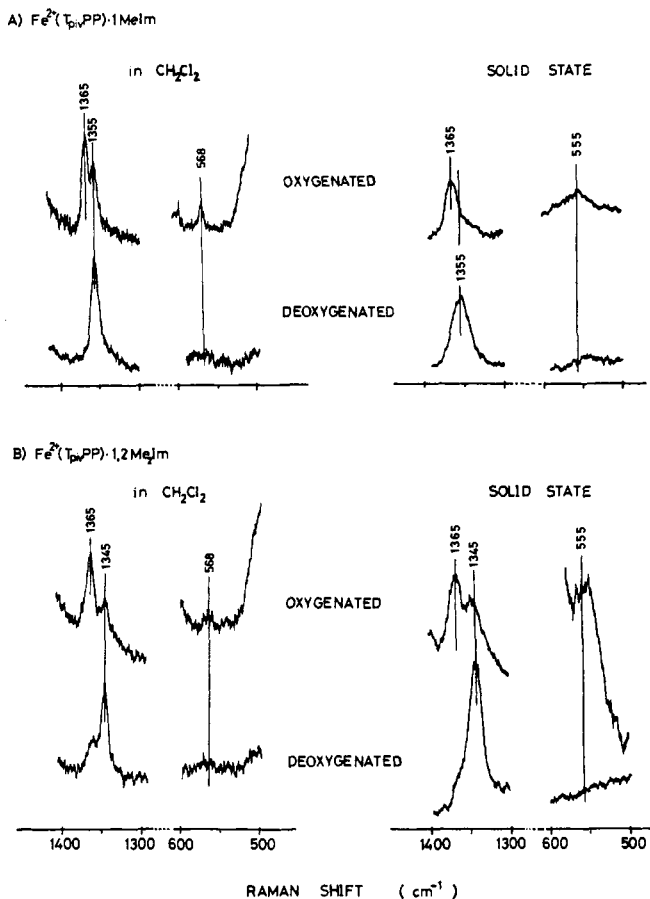 A) Fe²⁺(TpivPP)·1MeIm
in CH₂Cl₂
SOLID STATE
1365
1355
568
1365
555
OXYGENATED
1355
DEOXYGENATED
B) Fe²⁺(TpivPP)·1,2Me₂Im
in CH₂Cl₂
SOLID STATE
1365
1345
568
1365
1345
555
OXYGENATED
DEOXYGENATED
1400 1300 600 500 1400 1300 600 500
RAMAN SHIFT (cm⁻¹)